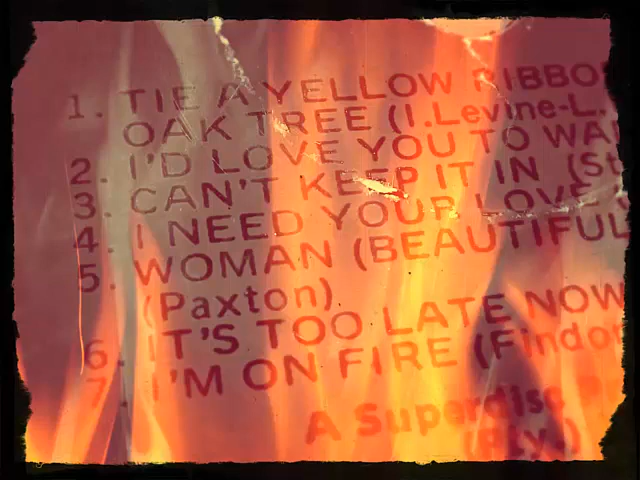 1. TIE A YELLOW RIBBO
OAK TREE (I.Levine-L.
2. I'D LOVE YOU TO WA
3. CAN'T KEEP IT IN (St
4. I NEED YOUR LOVE
5. WOMAN (BEAUTIFUL
(Paxton)
6. IT'S TOO LATE NOW
7. I'M ON FIRE (Findo
A Superdisc
(Pty.)